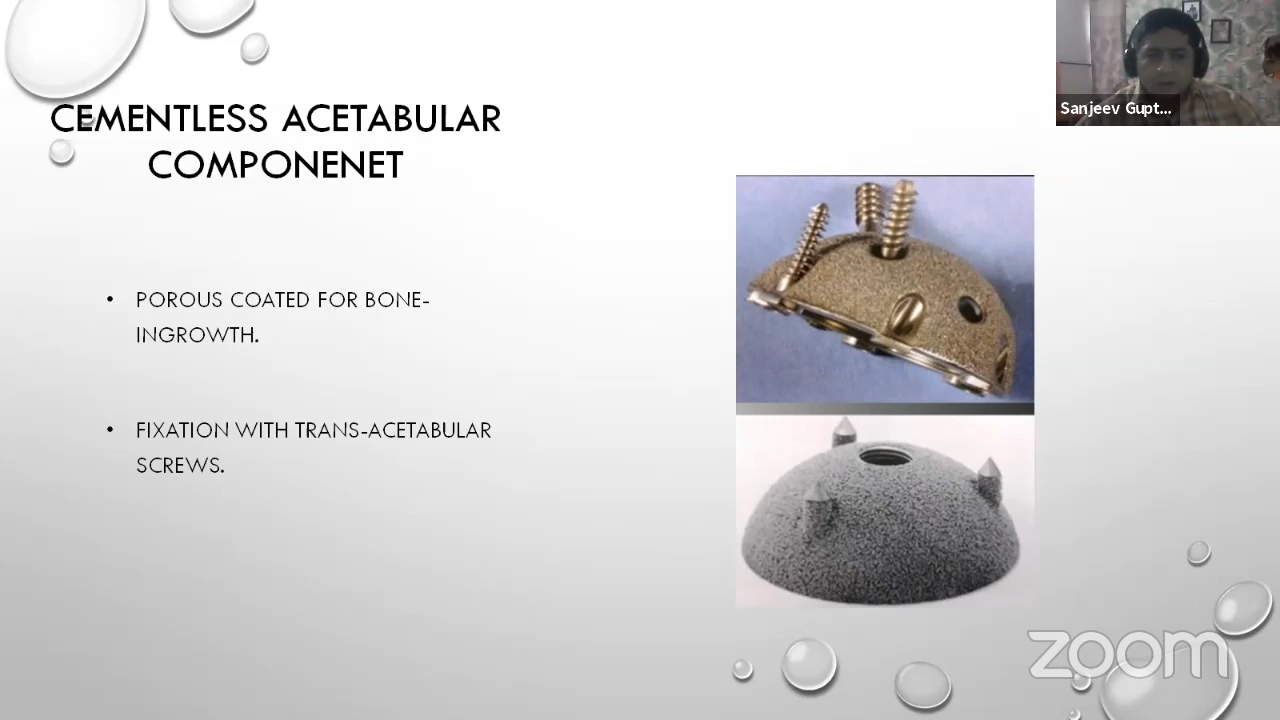 CEMENTLESS ACETABULAR
COMPONENET
• POROUS COATED FOR BONE-
INGROWTH.
• FIXATION WITH TRANS-ACETABULAR
SCREWS.
Sanjeev Gupt...
zoom